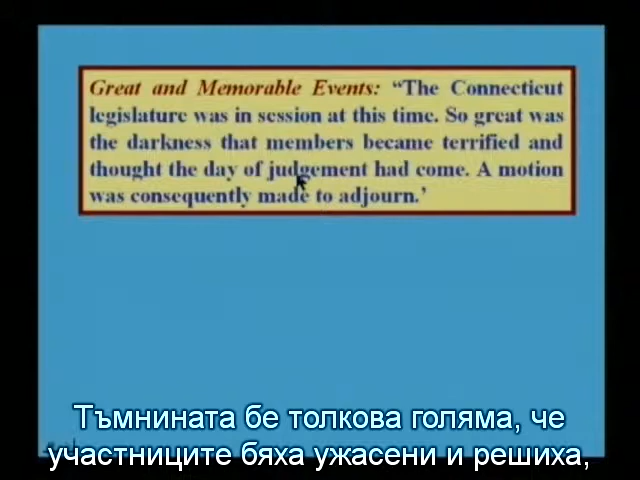 Great and Memorable Events: “The Connecticut
legislature was in session at this time. So great was
the darkness that members became terrified and
thought the day of judgement had come. A motion
was consequently made to adjourn.’
Тъмнината бе толкова голяма, че
участниците бяха ужасени и решиха,